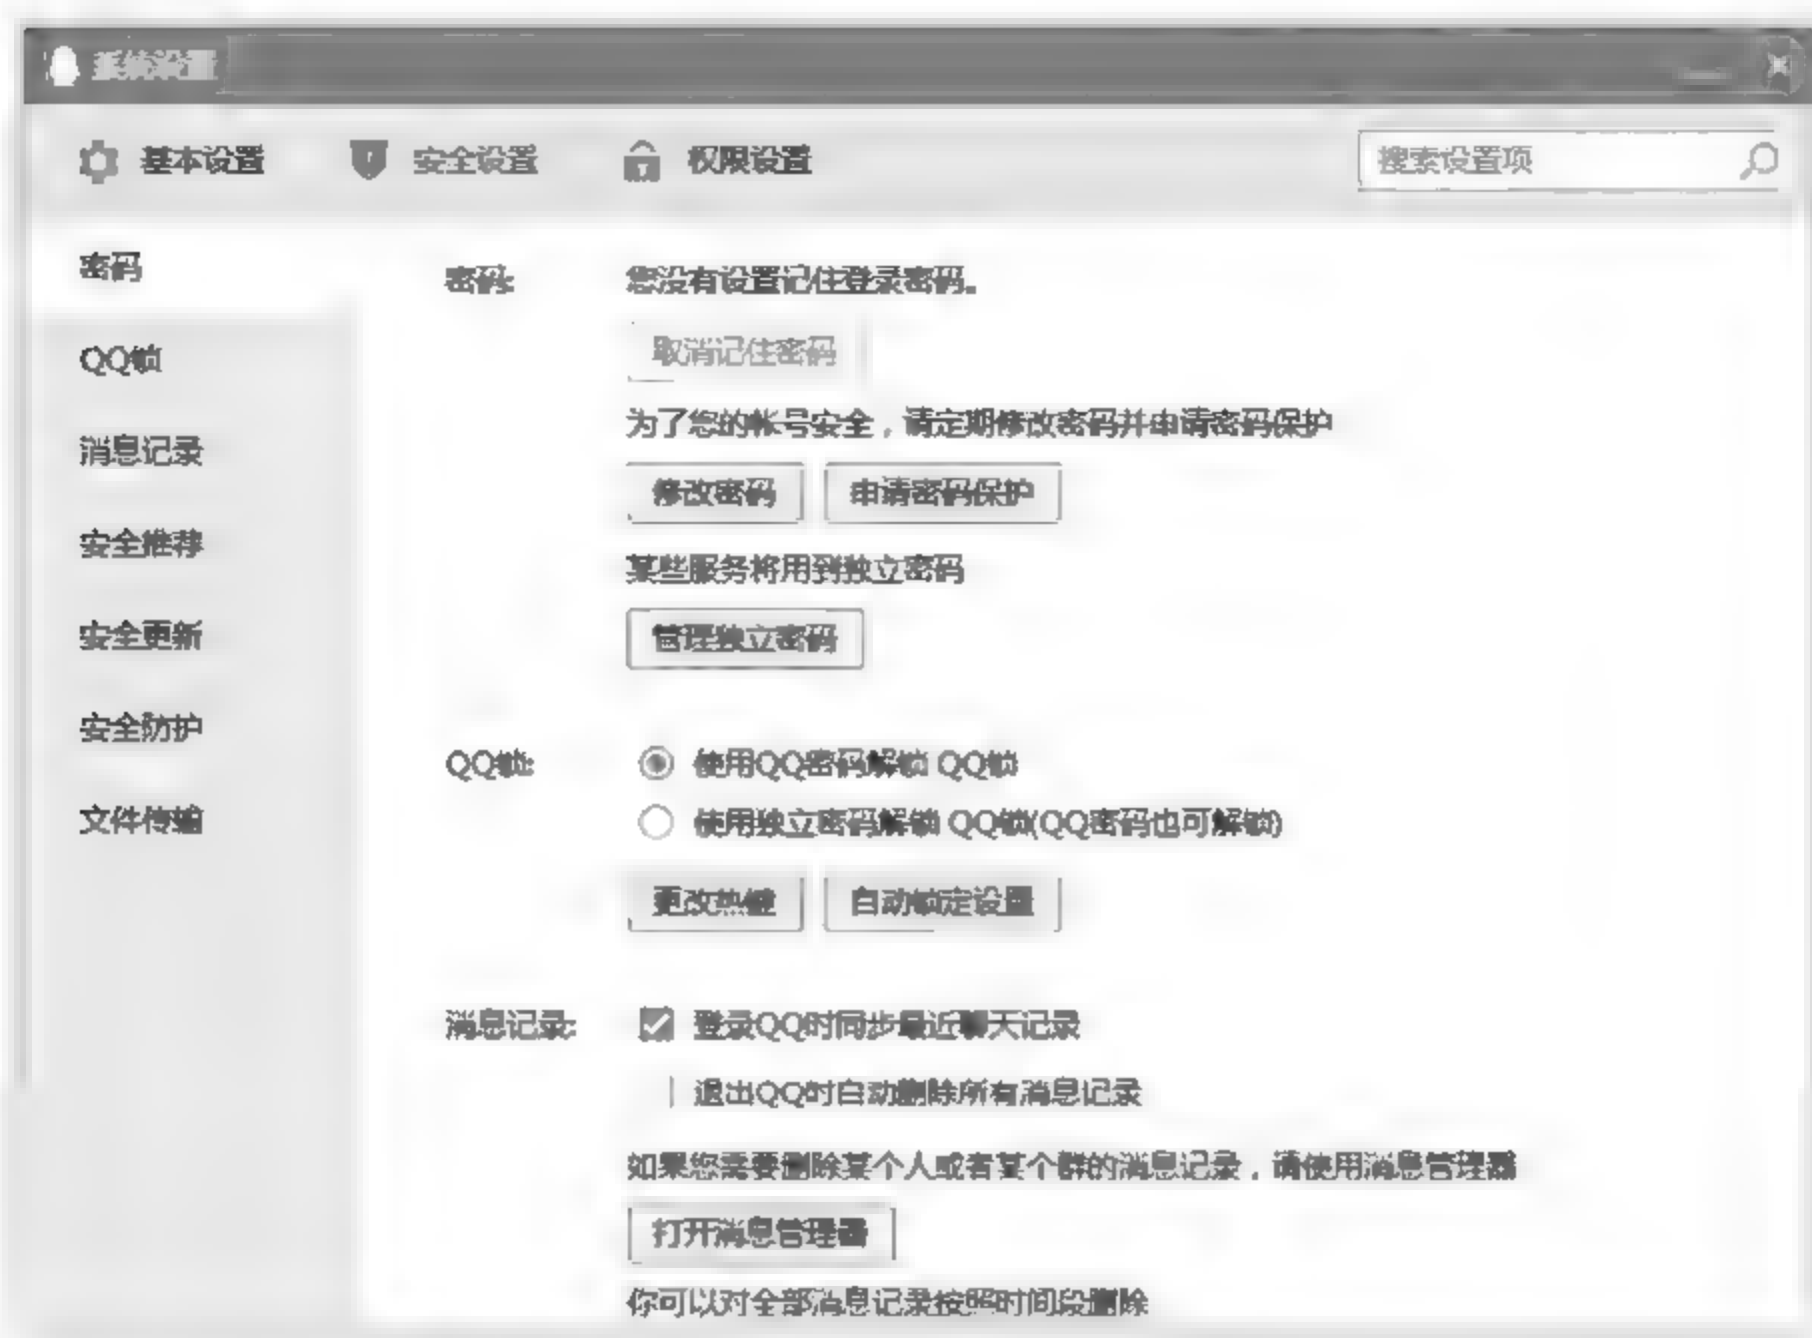 系统设置
基本设置 安全设置 权限设置 搜索设置项
密码
QQ锁
消息记录
安全推荐
安全更新
安全防护
文件传输
密码: 您没有设置记住登录密码。
取消记住密码
为了您的帐号安全，请定期修改密码并申请密码保护
修改密码 申请密码保护
某些服务将用到独立密码
管理独立密码
QQ锁: 使用QQ密码解锁 QQ锁
使用独立密码解锁 QQ锁(QQ密码也可解锁)
更改热键 自动锁定设置
消息记录: 登录QQ时同步最近聊天记录
退出QQ时自动删除所有消息记录
如果您需要删除某个人或者某个群的消息记录，请使用消息管理器
打开消息管理器
你可以对全部消息记录按照时间段删除